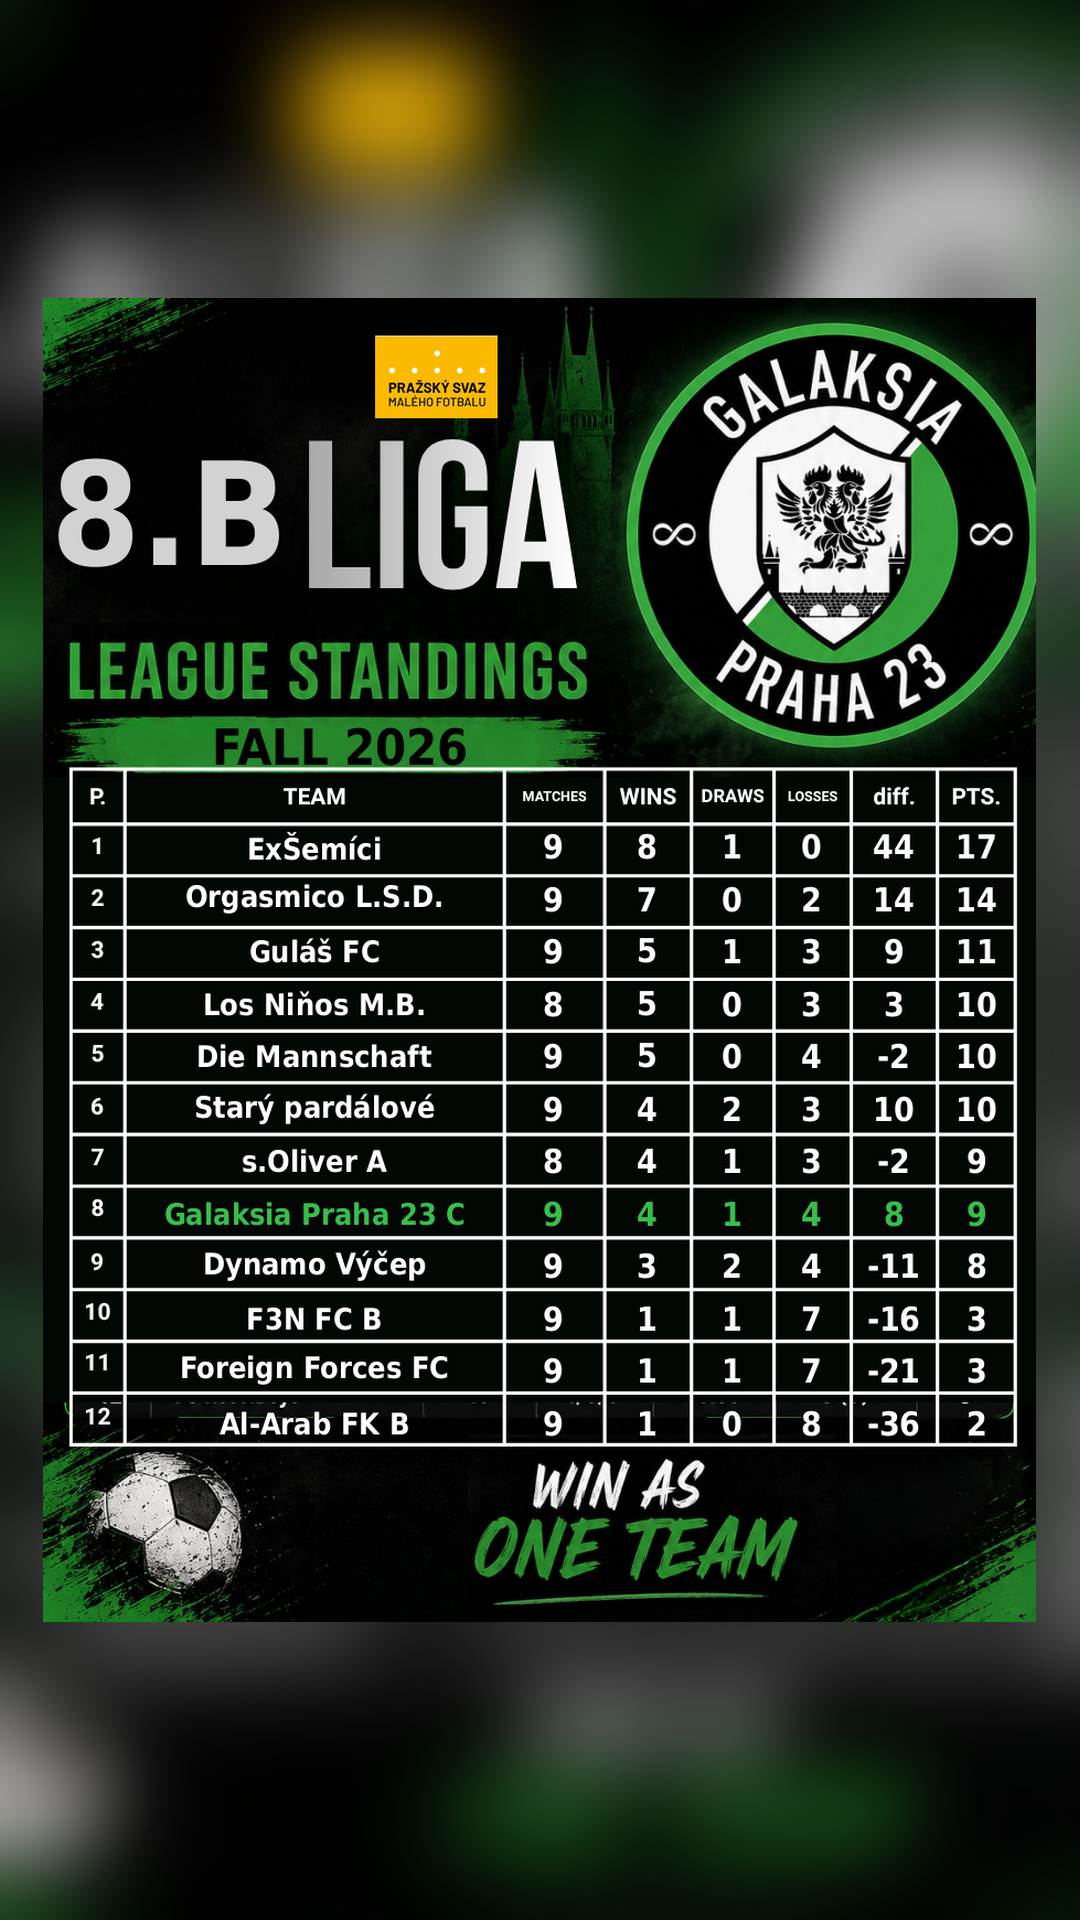 PRAŽSKÝ SVAZ
MALÉHO FOTBALU
8.B LIGA
GALAKSIA
∞ ∞
PRAHA 23
LEAGUE STANDINGS
FALL 2026
P. TEAM MATCHES WINS DRAWS LOSSES diff. PTS.
1 ExŠemíci 9 8 1 0 44 17
2 Orgasmico L.S.D. 9 7 0 2 14 14
3 Guláš FC 9 5 1 3 9 11
4 Los Niňos M.B. 8 5 0 3 3 10
5 Die Mannschaft 9 5 0 4 -2 10
6 Starý pardálové 9 4 2 3 10 10
7 s.Oliver A 8 4 1 3 -2 9
8 Galaksia Praha 23 C 9 4 1 4 8 9
9 Dynamo Výčep 9 3 2 4 -11 8
10 F3N FC B 9 1 1 7 -16 3
11 Foreign Forces FC 9 1 1 7 -21 3
12 Al-Arab FK B 9 1 0 8 -36 2
WIN AS
ONE TEAM